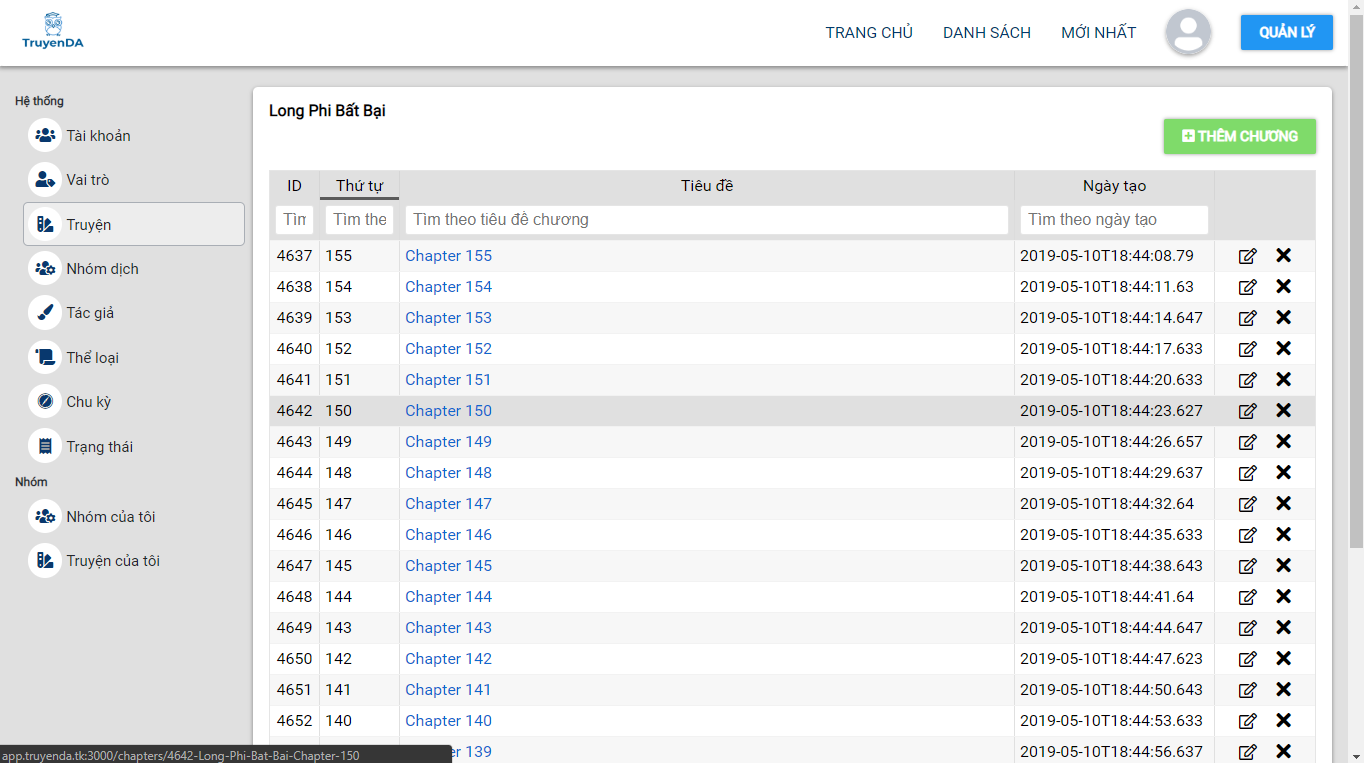 TruyenDA
TRANG CHỦ DANH SÁCH MỚI NHẤT QUẢN LÝ
Hệ thống
Tài khoản
Vai trò
Truyện
Nhóm dịch
Tác giả
Thể loại
Chu kỳ
Trạng thái
Nhóm
Nhóm của tôi
Truyện của tôi
Long Phi Bất Bại
THÊM CHƯƠNG
ID Thứ tự Tiêu đề Ngày tạo
Tìm Tìm the Tìm theo tiêu đề chương Tìm theo ngày tạo
4637 155 Chapter 155 2019-05-10T18:44:08.79
4638 154 Chapter 154 2019-05-10T18:44:11.63
4639 153 Chapter 153 2019-05-10T18:44:14.647
4640 152 Chapter 152 2019-05-10T18:44:17.633
4641 151 Chapter 151 2019-05-10T18:44:20.633
4642 150 Chapter 150 2019-05-10T18:44:23.627
4643 149 Chapter 149 2019-05-10T18:44:26.657
4644 148 Chapter 148 2019-05-10T18:44:29.637
4645 147 Chapter 147 2019-05-10T18:44:32.64
4646 146 Chapter 146 2019-05-10T18:44:35.633
4647 145 Chapter 145 2019-05-10T18:44:38.643
4648 144 Chapter 144 2019-05-10T18:44:41.64
4649 143 Chapter 143 2019-05-10T18:44:44.647
4650 142 Chapter 142 2019-05-10T18:44:47.623
4651 141 Chapter 141 2019-05-10T18:44:50.643
4652 140 Chapter 140 2019-05-10T18:44:53.633
er 139 2019-05-10T18:44:56.637
app.truyenda.tk:3000/chapters/4642-Long-Phi-Bat-Bai-Chapter-150